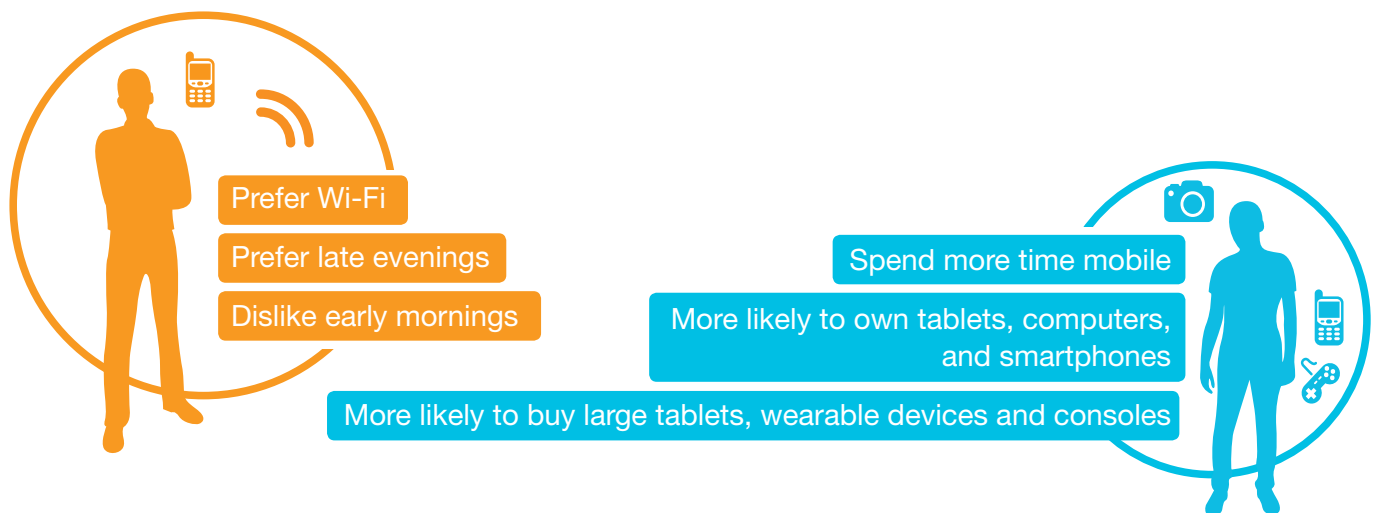 Prefer Wi-Fi
Prefer late evenings
Dislike early mornings
Spend more time mobile
More likely to own tablets, computers,
and smartphones
More likely to buy large tablets, wearable devices and consoles